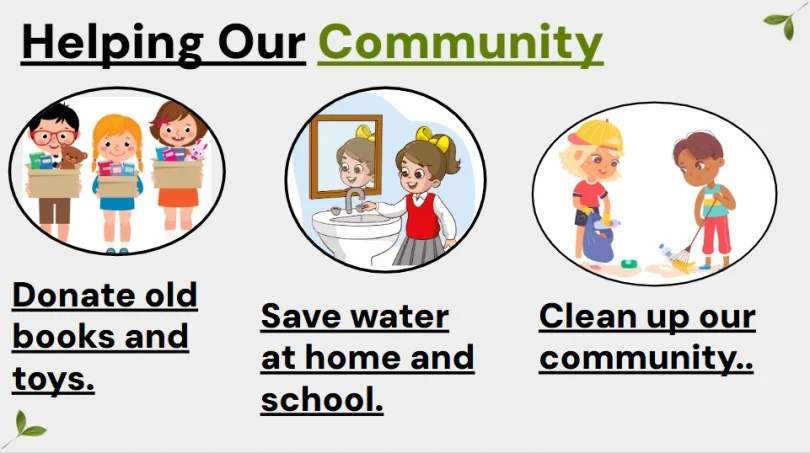 Helping Our Community
Donate old
books and
toys.
Save water
at home and
school.
Clean up our
community..